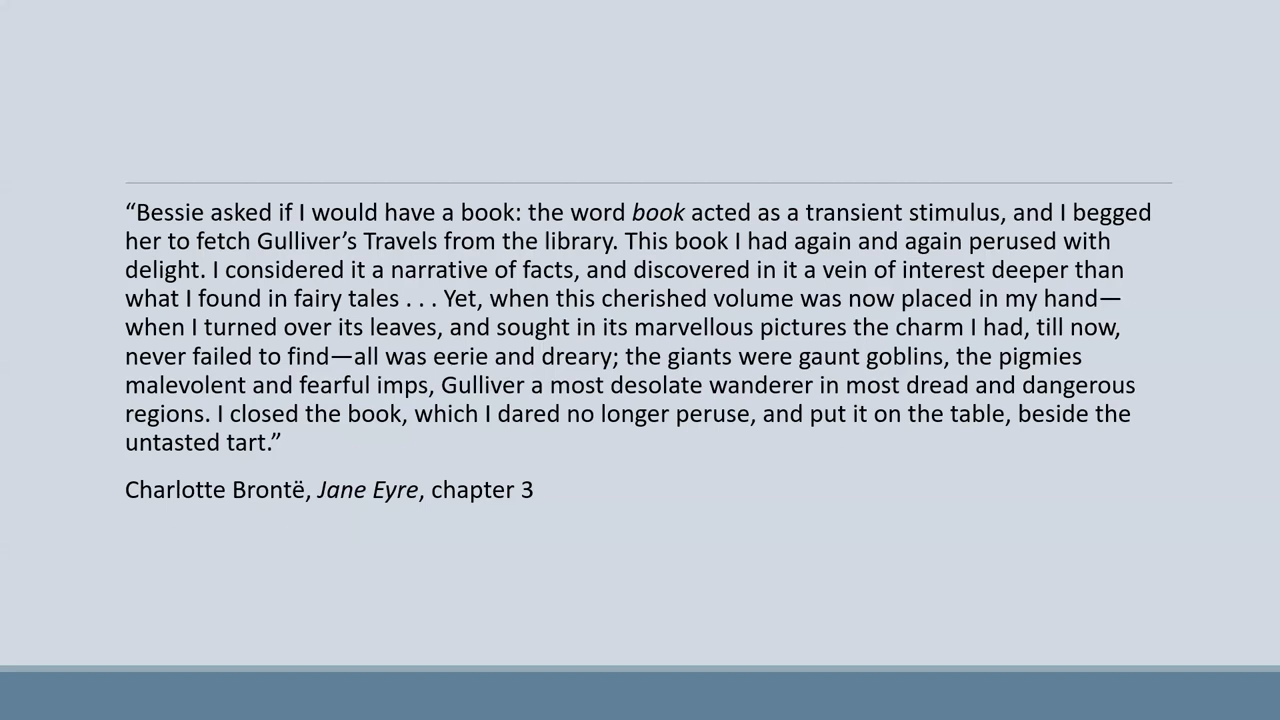 “Bessie asked if I would have a book: the word book acted as a transient stimulus, and I begged
her to fetch Gulliver’s Travels from the library. This book I had again and again perused with
delight. I considered it a narrative of facts, and discovered in it a vein of interest deeper than
what I found in fairy tales . . . Yet, when this cherished volume was now placed in my hand—
when I turned over its leaves, and sought in its marvellous pictures the charm I had, till now,
never failed to find—all was eerie and dreary; the giants were gaunt goblins, the pigmies
malevolent and fearful imps, Gulliver a most desolate wanderer in most dread and dangerous
regions. I closed the book, which I dared no longer peruse, and put it on the table, beside the
untasted tart.”
Charlotte Brontë, Jane Eyre, chapter 3